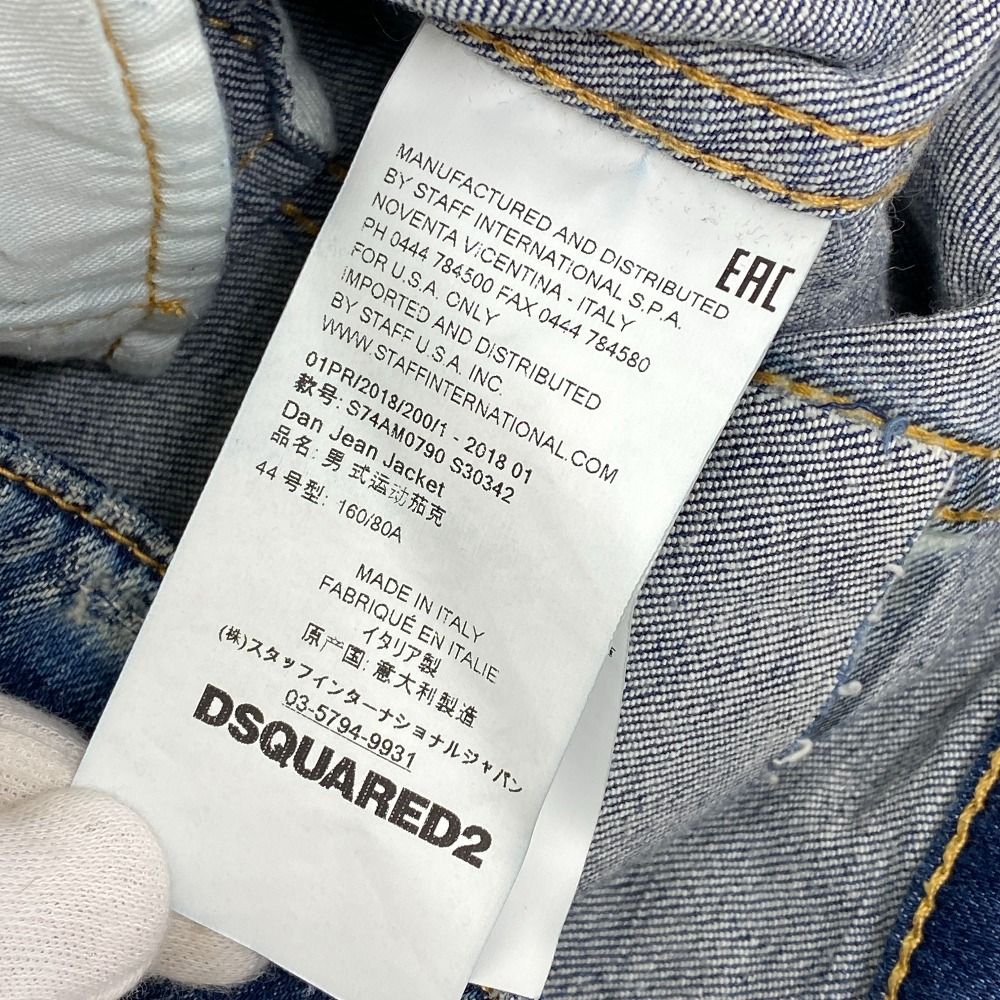 MANUFACTURED AND DISTRIBUTED
BY STAFF INTERNATIONAL S.P.A.
NOVENTA VICENTINA - ITALY
PH 0444 784500 FAX 0444 784580
FOR U.S.A. ONLY
IMPORTED AND DISTRIBUTED
BY STAFF U.S.A. INC.
WWW.STAFFINTERNATIONAL.COM
EAC
01PR/2018/200/1 - 2018 01
款号: S74AM0790 S30342
Dan Jean Jacket
品名: 男 式运动茄克
44 号型: 160/80A
MADE IN ITALY
FABRIQUÉ EN ITALIE
イタリア製
原产国: 意大利製造
(株)スタッフインターナショナルジャパン
03-5794-9931
DSQUARED2